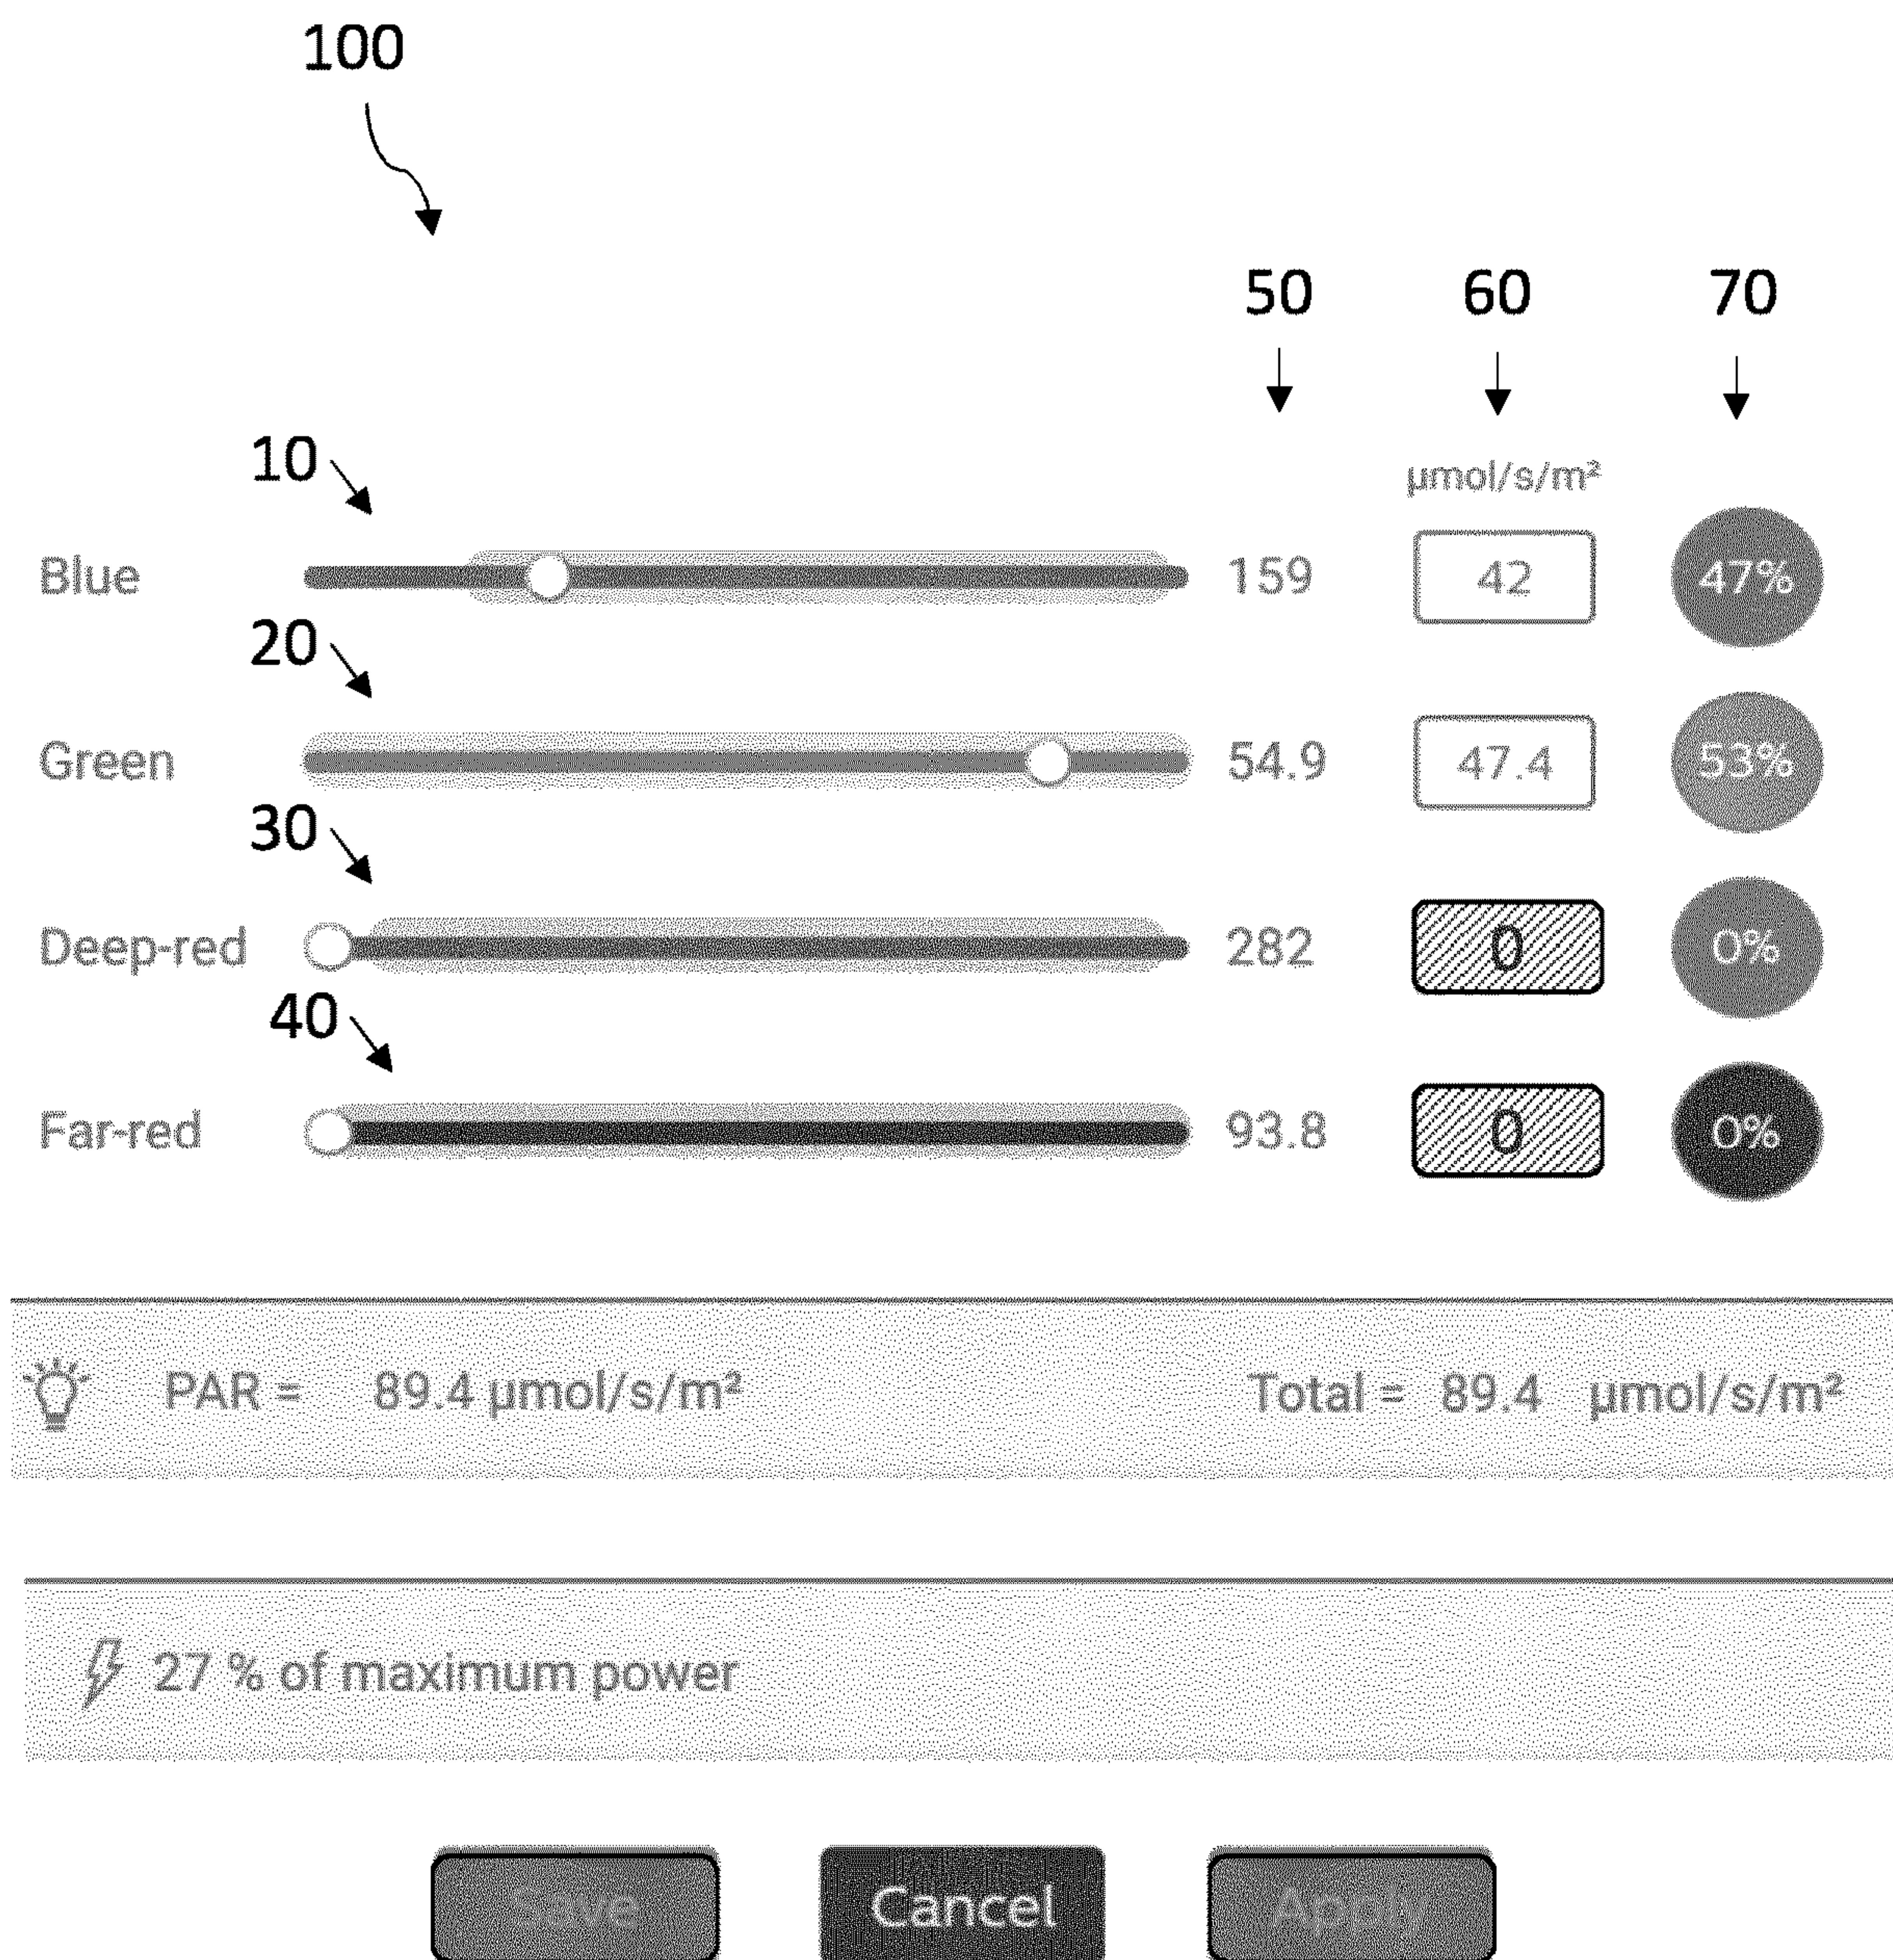 100
50 60 70
10
µmol/s/m²
Blue 159 42 47%
20
Green 54.9 47.4 53%
30
Deep-red 282 0 0%
40
Far-red 93.8 0 0%
PAR = 89.4 µmol/s/m² Total = 89.4 µmol/s/m²
27 % of maximum power
Save Cancel Apply